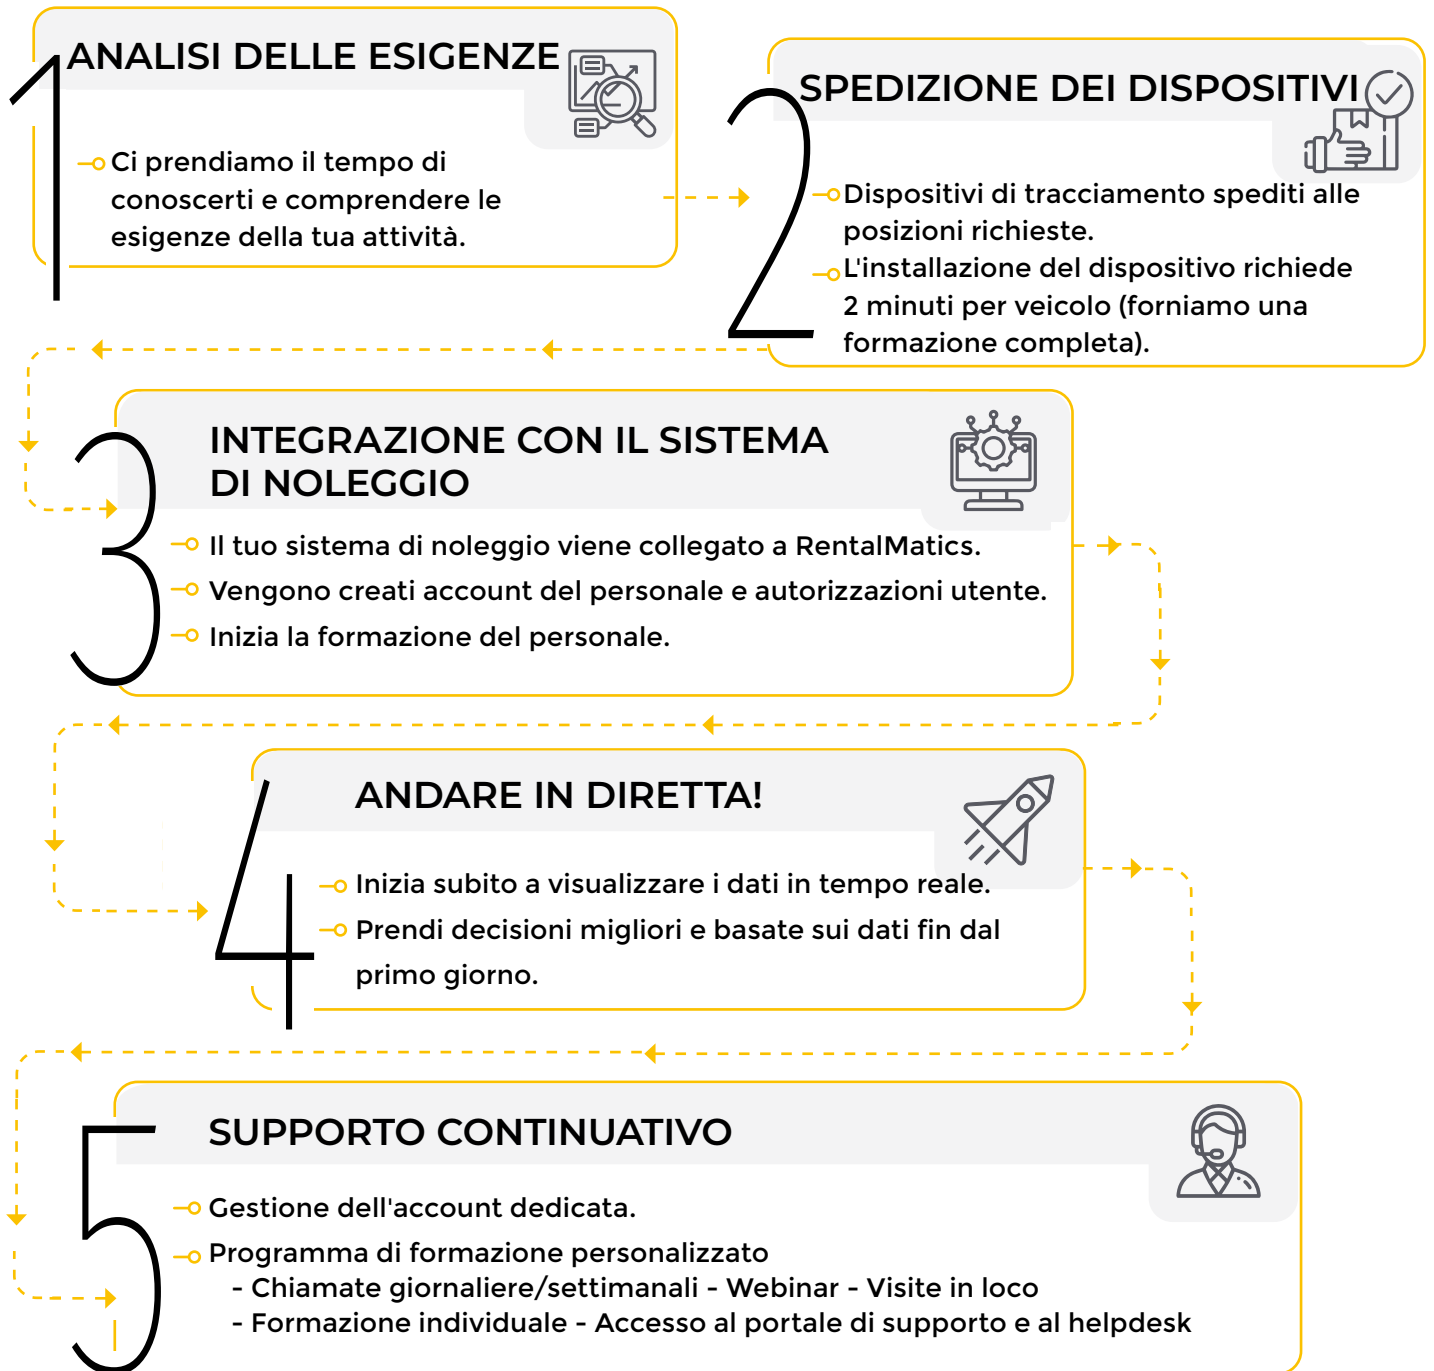 1
ANALISI DELLE ESIGENZE
Ci prendiamo il tempo di
conoscerti e comprendere le
esigenze della tua attività.
2
SPEDIZIONE DEI DISPOSITIVI
Dispositivi di tracciamento spediti alle
posizioni richieste.
L'installazione del dispositivo richiede
2 minuti per veicolo (forniamo una
formazione completa).
3
INTEGRAZIONE CON IL SISTEMA
DI NOLEGGIO
Il tuo sistema di noleggio viene collegato a RentalMatics.
Vengono creati account del personale e autorizzazioni utente.
Inizia la formazione del personale.
4
ANDARE IN DIRETTA!
Inizia subito a visualizzare i dati in tempo reale.
Prendi decisioni migliori e basate sui dati fin dal
primo giorno.
5
SUPPORTO CONTINUATIVO
Gestione dell'account dedicata.
Programma di formazione personalizzato
- Chiamate giornaliere/settimanali - Webinar - Visite in loco
- Formazione individuale - Accesso al portale di supporto e al helpdesk